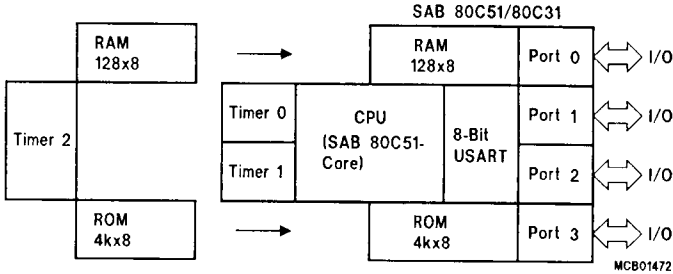 SAB 80C51/80C31
RAM
128x8
RAM
128x8
Port 0
I/O
Timer 2
Timer 0
Timer 1
CPU
(SAB 80C51-
Core)
8-Bit
USART
Port 1
I/O
Port 2
I/O
ROM
4kx8
ROM
4kx8
Port 3
I/O
MCB01472